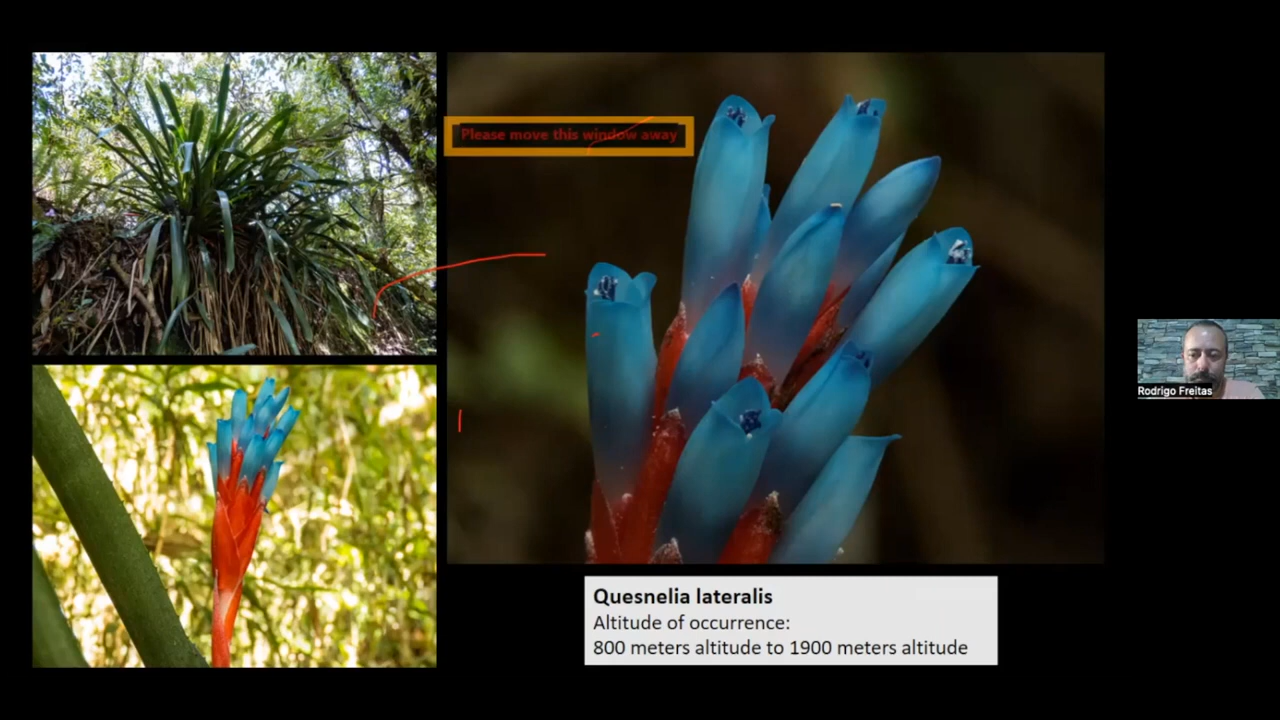 Please move this window away
Rodrigo Freitas
Quesnelia lateralis
Altitude of occurrence:
800 meters altitude to 1900 meters altitude